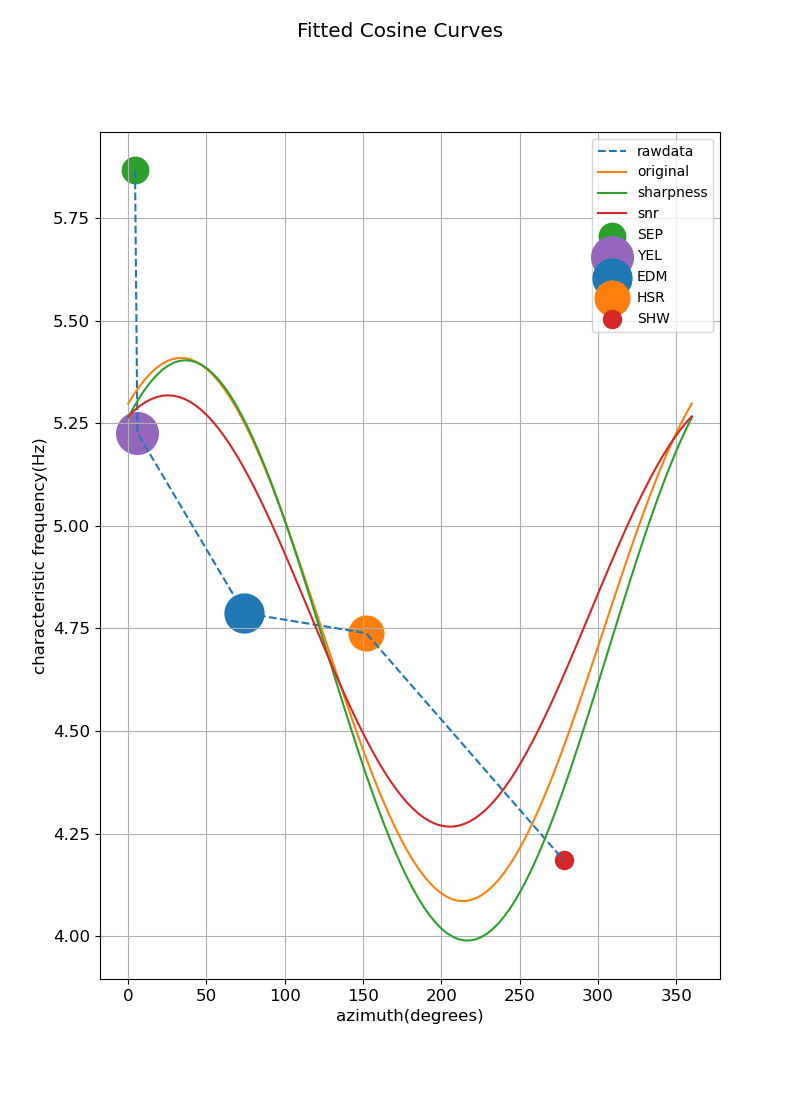 Fitted Cosine Curves
rawdata
original
sharpness
snr
SEP
YEL
EDM
HSR
SHW
characteristic frequency(Hz)
5.75
5.50
5.25
5.00
4.75
4.50
4.25
4.00
0 50 100 150 200 250 300 350
azimuth(degrees)